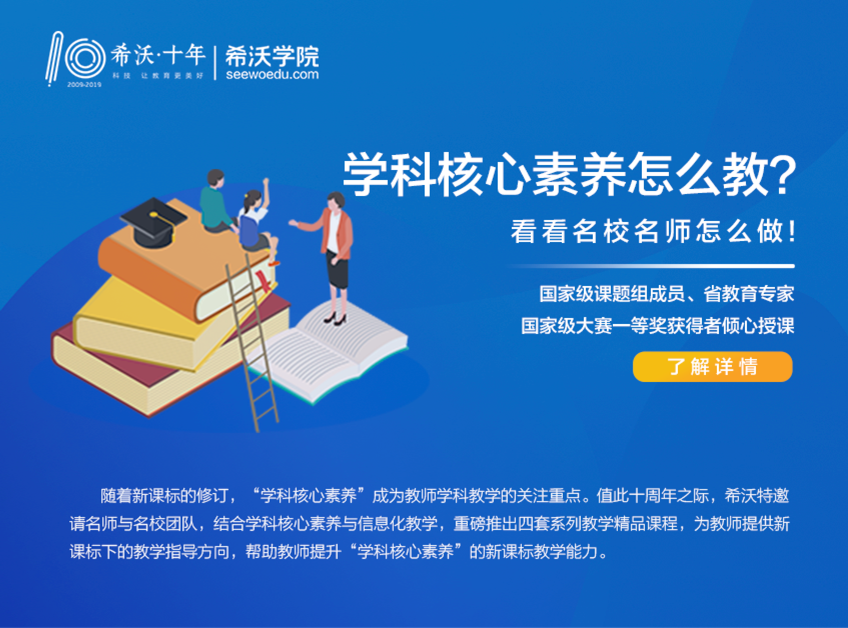 希沃·十年
科技 让教育更美好
2009-2019
希沃学院
seewoedu.com
学科核心素养怎么教?
看看名校名师怎么做!
国家级课题组成员、省教育专家
国家级大赛一等奖获得者倾心授课
了解详情
随着新课标的修订，“学科核心素养”成为教师学科教学的关注重点。值此十周年之际，希沃特邀
请名师与名校团队，结合学科核心素养与信息化教学，重磅推出四套系列教学精品课程，为教师提供新
课标下的教学指导方向，帮助教师提升“学科核心素养”的新课标教学能力。